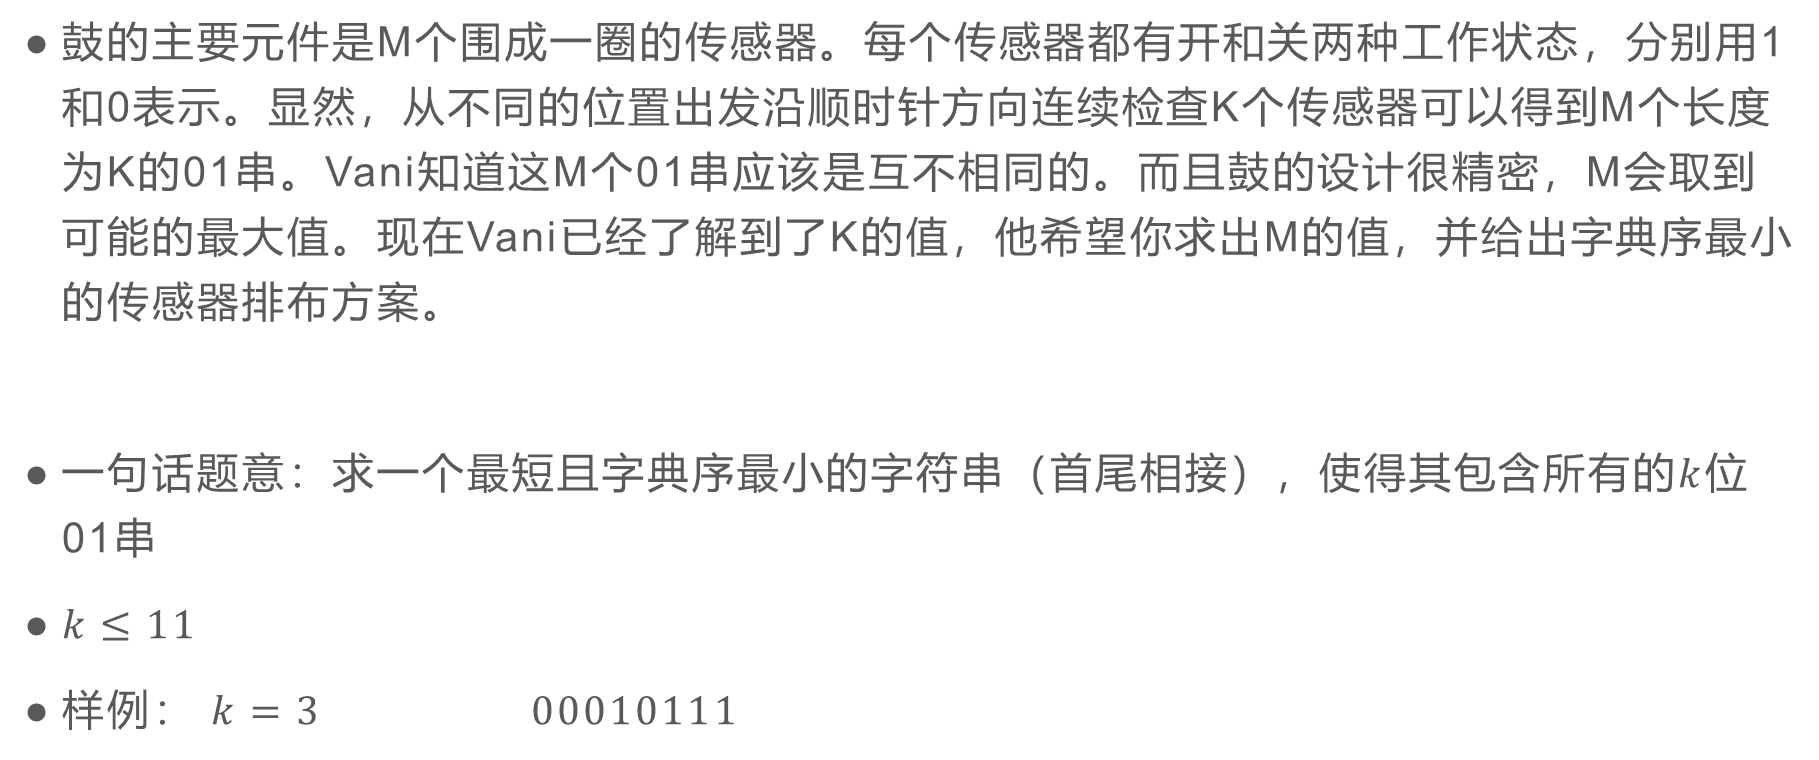 ● 鼓的主要元件是M个围成一圈的传感器。每个传感器都有开和关两种工作状态，分别用1
和0表示。显然，从不同的位置出发沿顺时针方向连续检查K个传感器可以得到M个长度
为K的01串。Vani知道这M个01串应该是互不相同的。而且鼓的设计很精密，M会取到
可能的最大值。现在Vani已经了解到了K的值，他希望你求出M的值，并给出字典序最小
的传感器排布方案。
● 一句话题意：求一个最短且字典序最小的字符串（首尾相接），使得其包含所有的k位
01串
● k ≤ 11
● 样例： k = 3 00010111